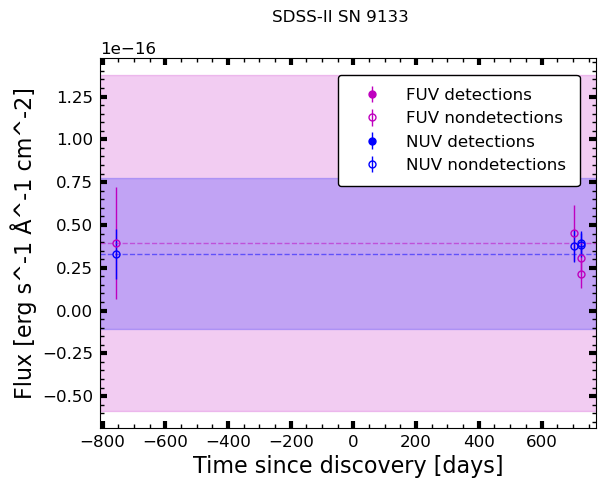 SDSS-II SN 9133
1e−16
FUV detections
FUV nondetections
NUV detections
NUV nondetections
1.25
1.00
0.75
0.50
0.25
0.00
−0.25
−0.50
Flux [erg s^-1 Å^-1 cm^-2]
−800 −600 −400 −200 0 200 400 600
Time since discovery [days]